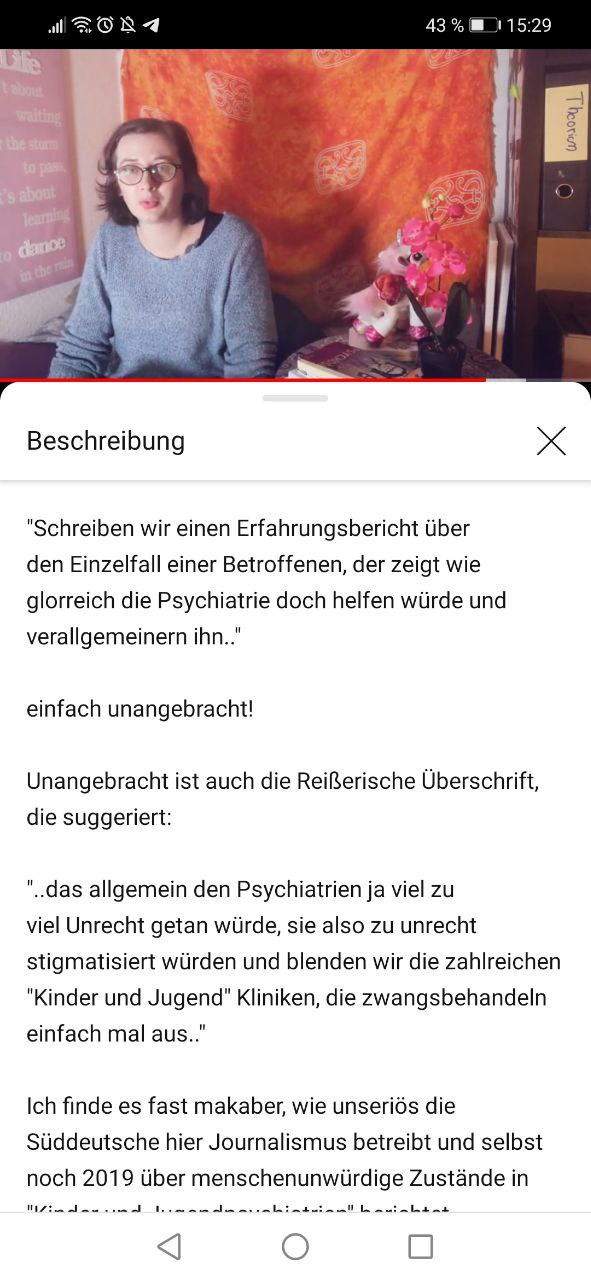 43 % 15:29
Life
't about
waiting
the storm
to pass,
t's about
learning
to dance
in the rain
Theorien
Beschreibung
"Schreiben wir einen Erfahrungsbericht über
den Einzelfall einer Betroffenen, der zeigt wie
glorreich die Psychiatrie doch helfen würde und
verallgemeinern ihn.."
einfach unangebracht!
Unangebracht ist auch die Reißerische Überschrift,
die suggeriert:
"..das allgemein den Psychiatrien ja viel zu
viel Unrecht getan würde, sie also zu unrecht
stigmatisiert würden und blenden wir die zahlreichen
"Kinder und Jugend" Kliniken, die zwangsbehandeln
einfach mal aus.."
Ich finde es fast makaber, wie unseriös die
Süddeutsche hier Journalismus betreibt und selbst
noch 2019 über menschenunwürdige Zustände in
"Kinder und Jugendpsychiatrien" berichtet